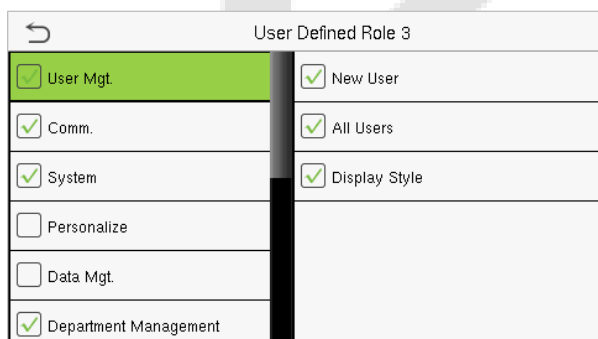 User Defined Role 3
User Mgt.
Comm.
System
Personalize
Data Mgt.
Department Management
New User
All Users
Display Style